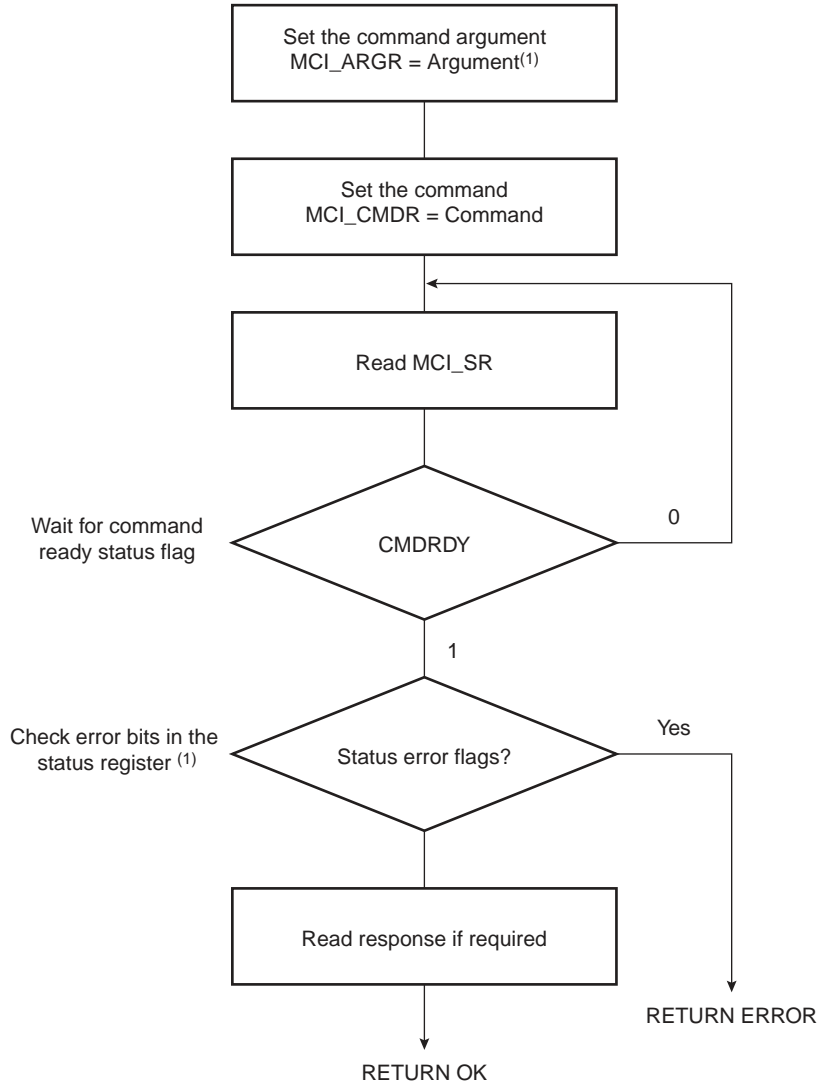 Set the command argument
MCI_ARGR = Argument(1)
Set the command
MCI_CMDR = Command
Read MCI_SR
Wait for command
ready status flag
CMDRDY
0
1
Check error bits in the
status register (1)
Status error flags?
Yes
Read response if required
RETURN ERROR
RETURN OK